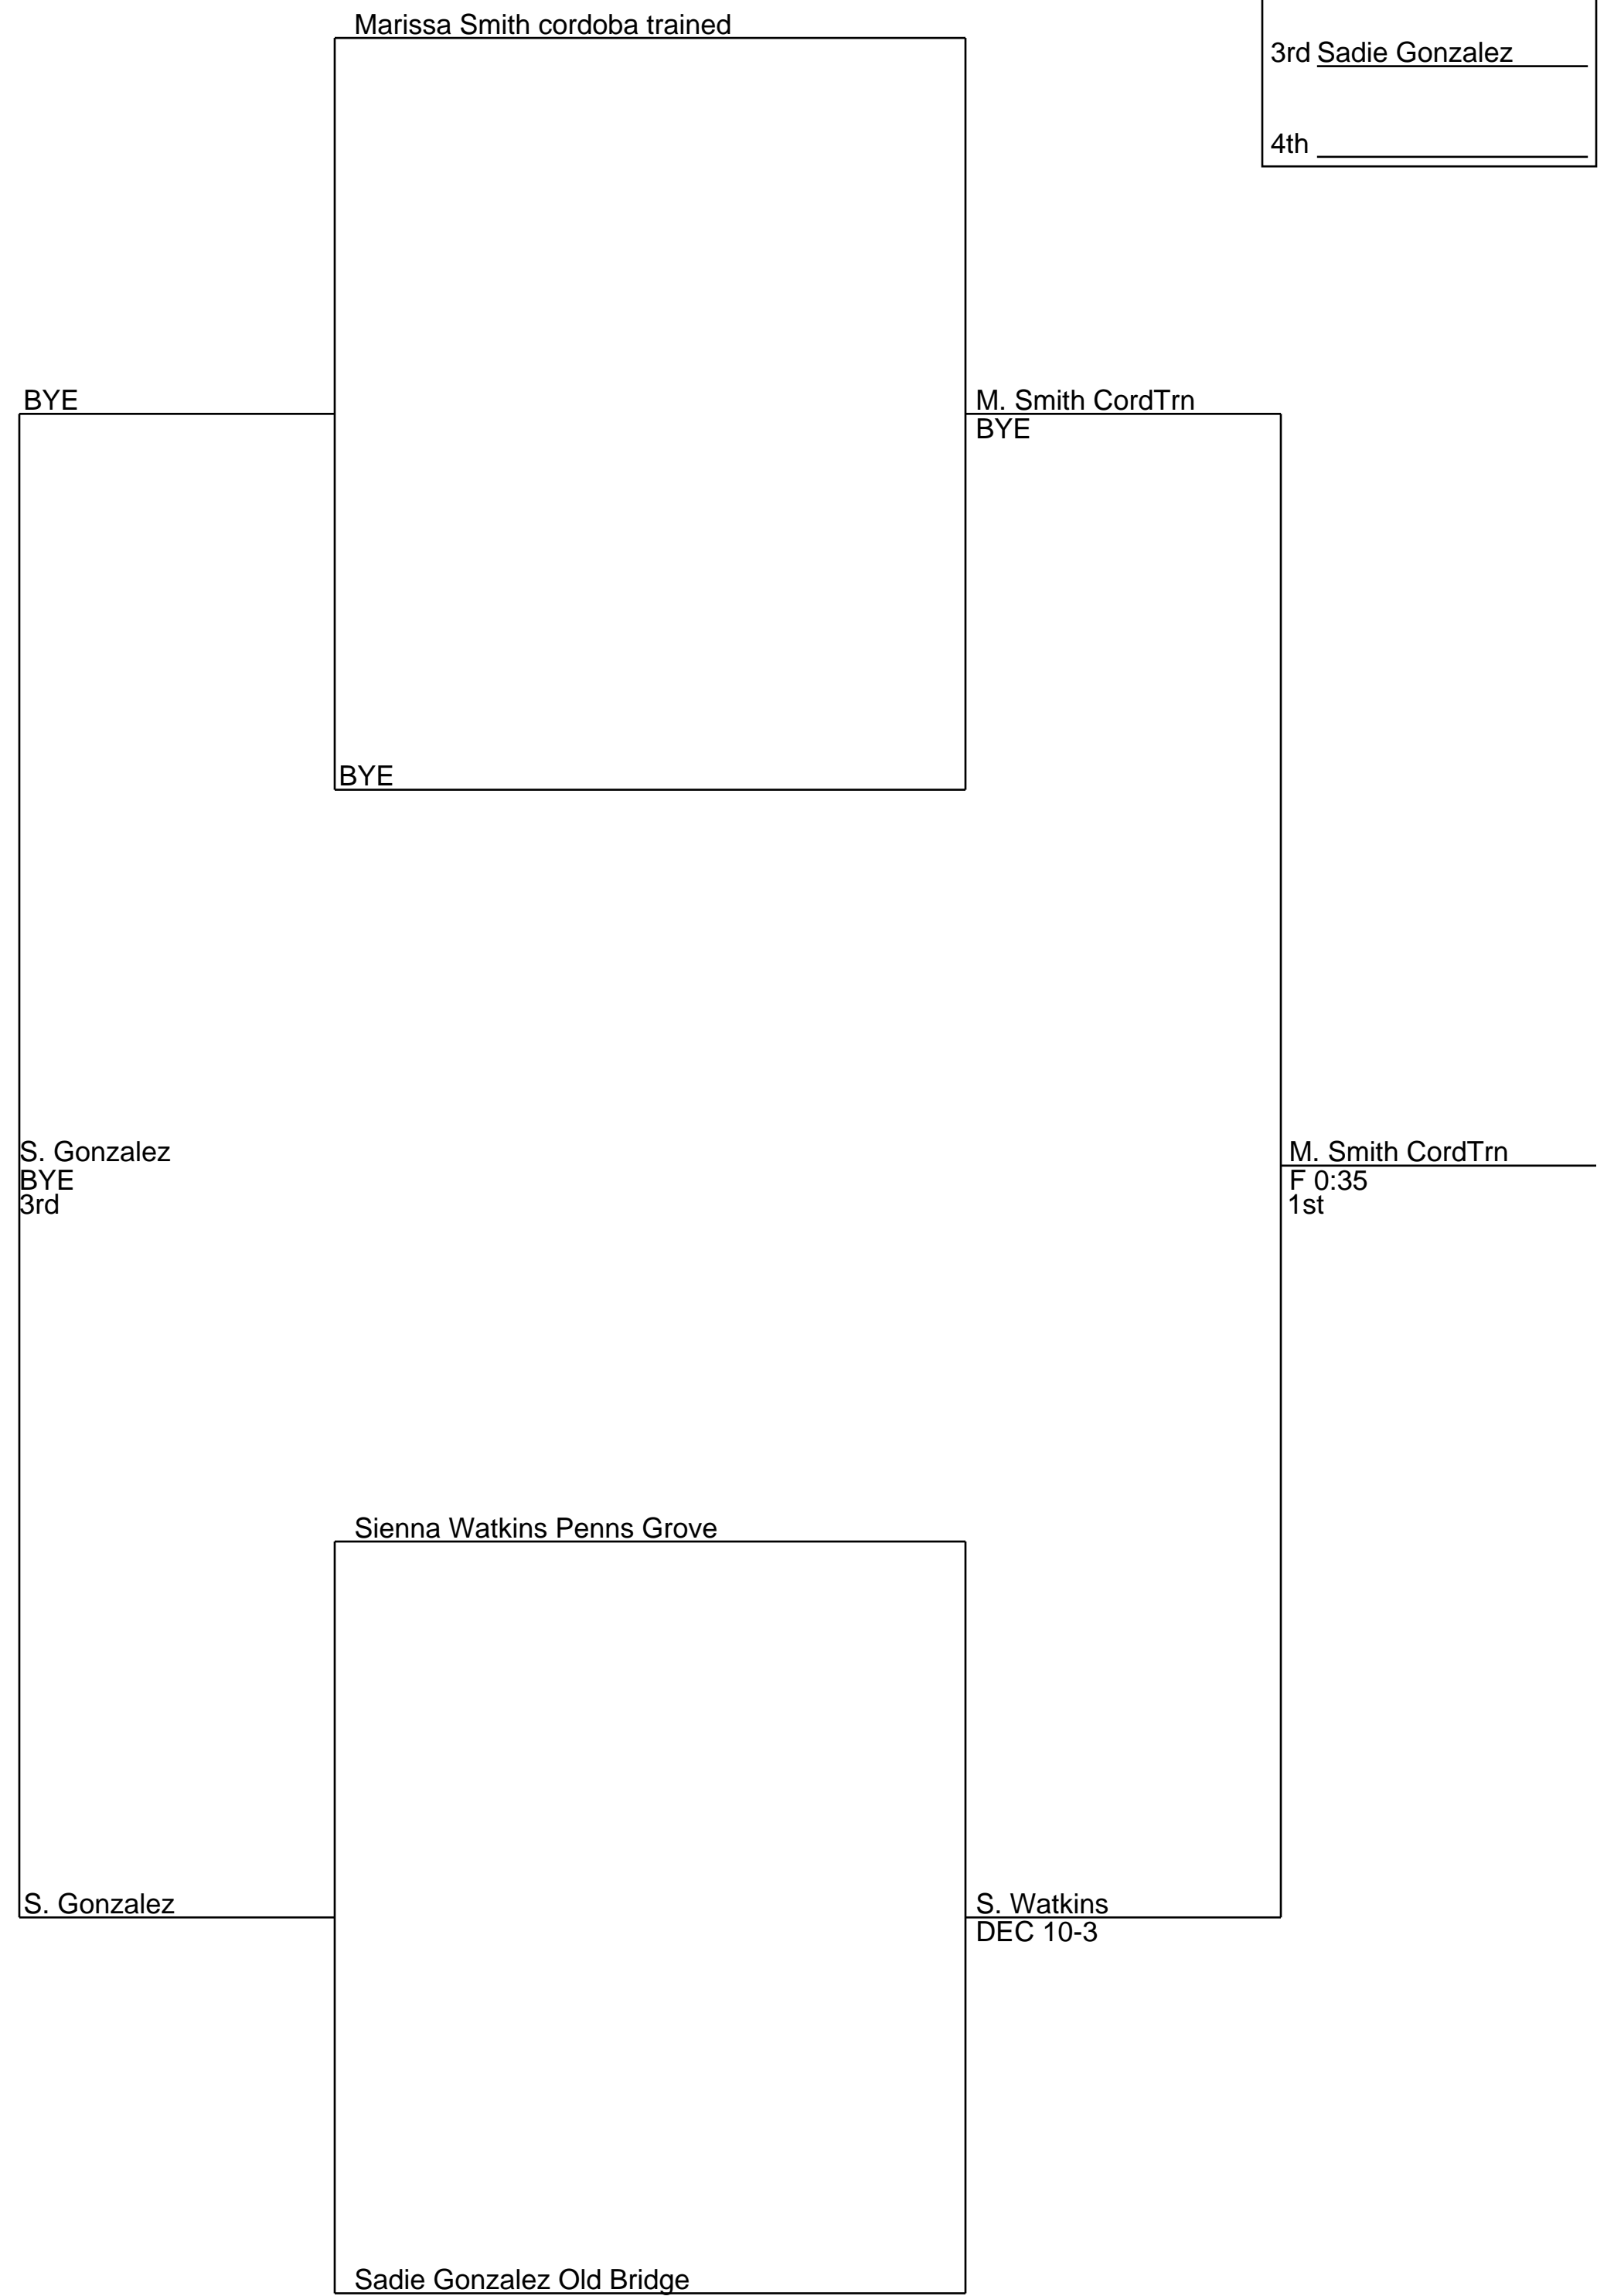 Marissa Smith cordoba trained
3rd Sadie Gonzalez
4th
BYE
M. Smith CordTrn
BYE
BYE
S. Gonzalez
BYE
3rd
M. Smith CordTrn
F 0:35
1st
Sienna Watkins Penns Grove
S. Gonzalez
S. Watkins
DEC 10-3
Sadie Gonzalez Old Bridge